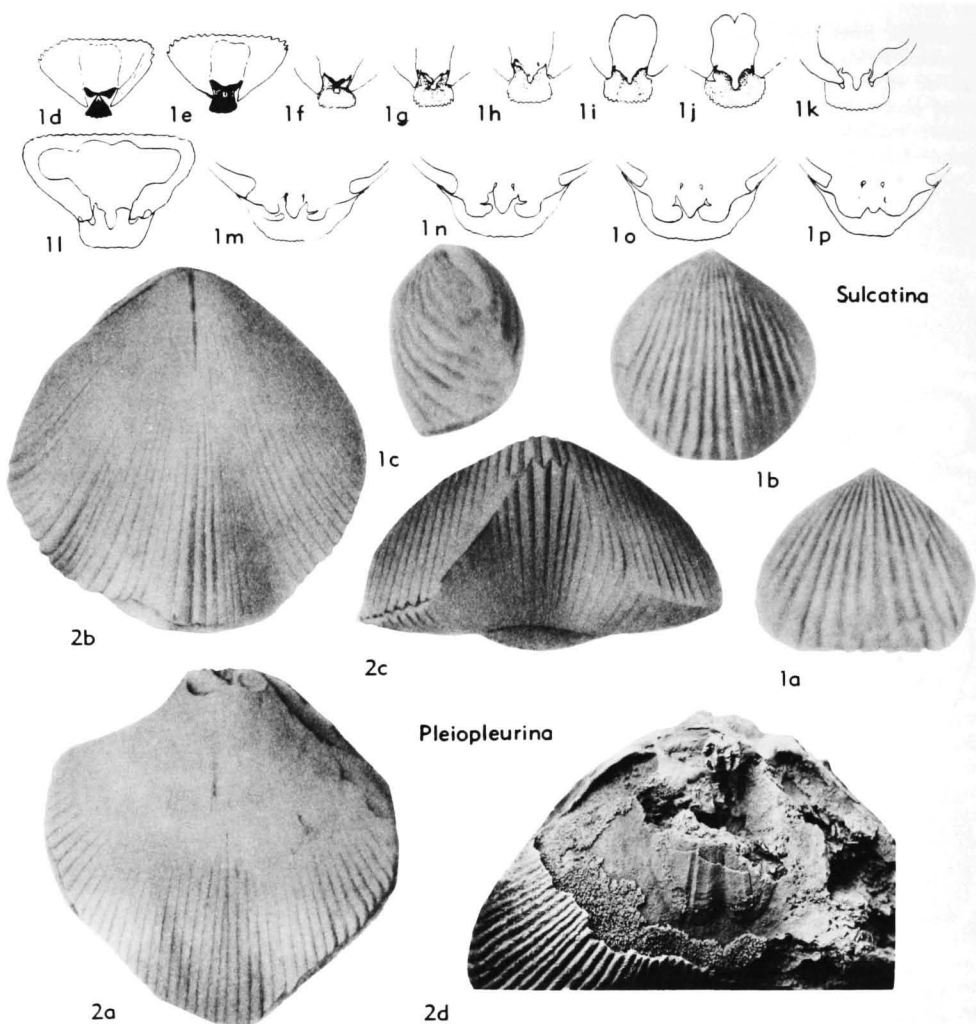 1d 1e 1f 1g 1h 1i 1j 1k
1l 1m 1n 1o 1p
Sulcatina
1c
1b
2b
2c
1a
Pleiopleurina
2a
2d